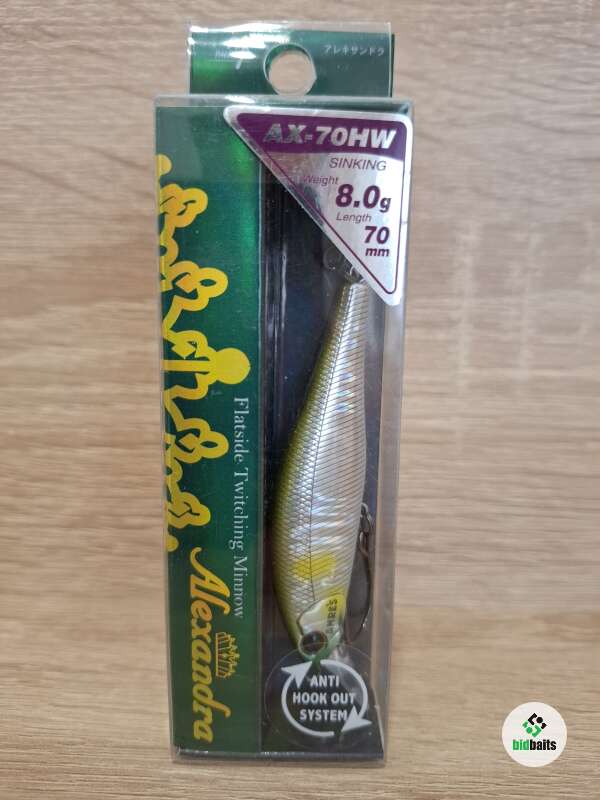 アレキサンドラ
AX-70HW
SINKING
Weight
8.0g
Length
70
mm
Flatside Twitching Minnow
Alexandra
ANTI
HOOK OUT
SYSTEM
bidbaits